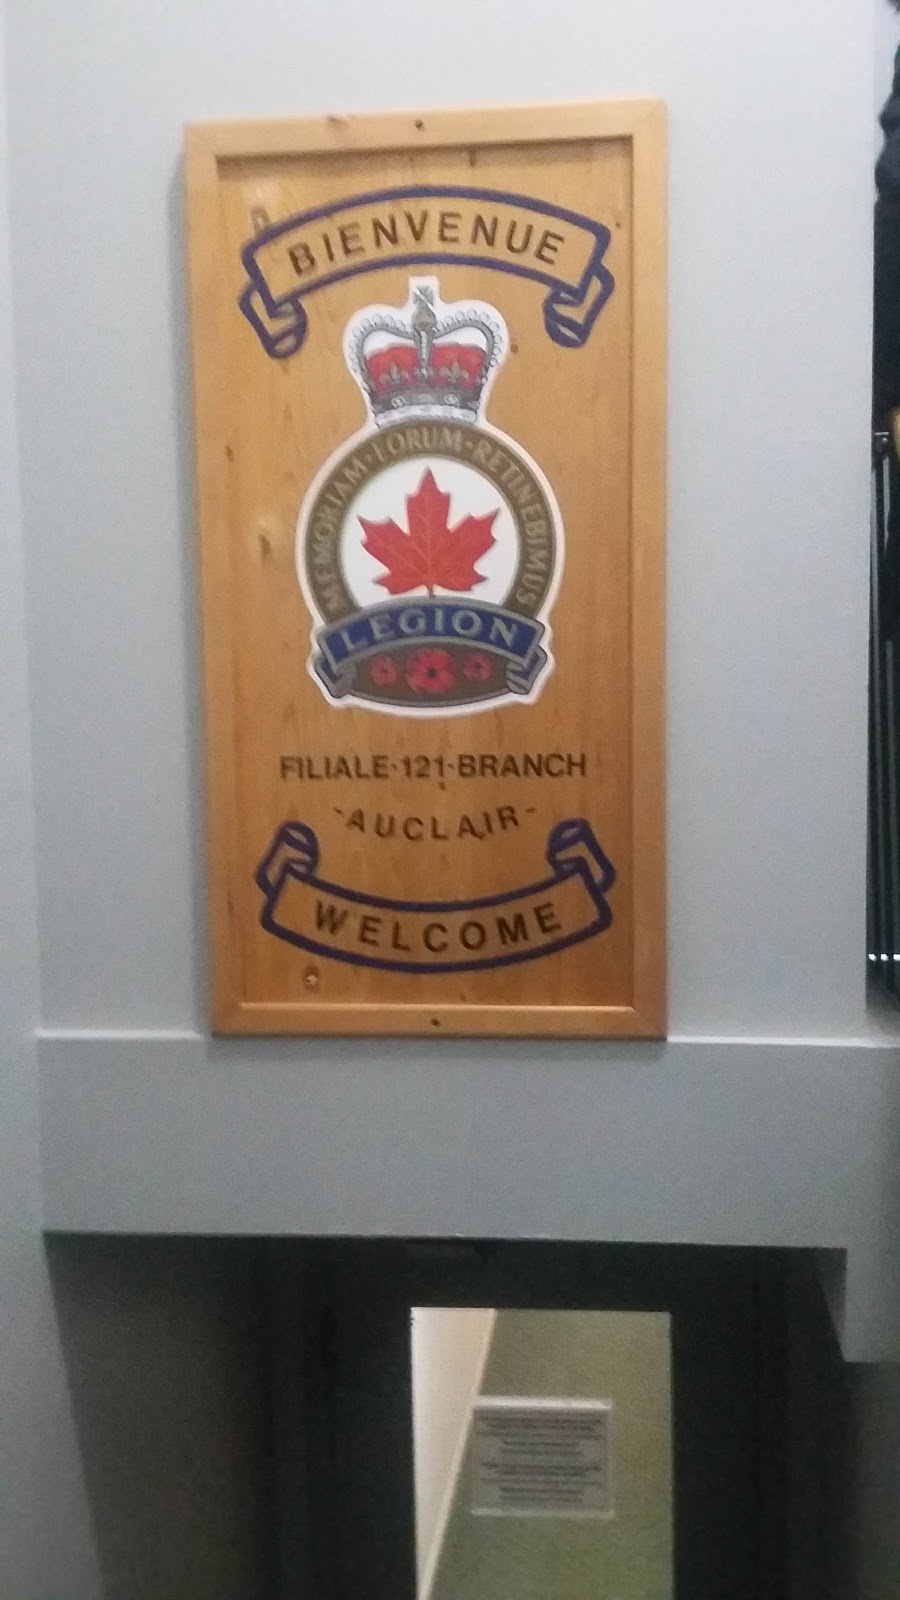 BIENVENUE
MEMORIAM·EORUM·RETINEBIMUS
LEGION
FILIALE·121·BRANCH
-AUCLAIR-
WELCOME